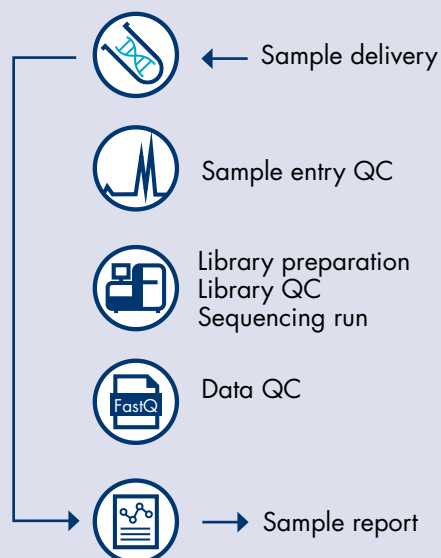 Sample delivery
Sample entry QC
Library preparation
Library QC
Sequencing run
FastQ
Data QC
Sample report